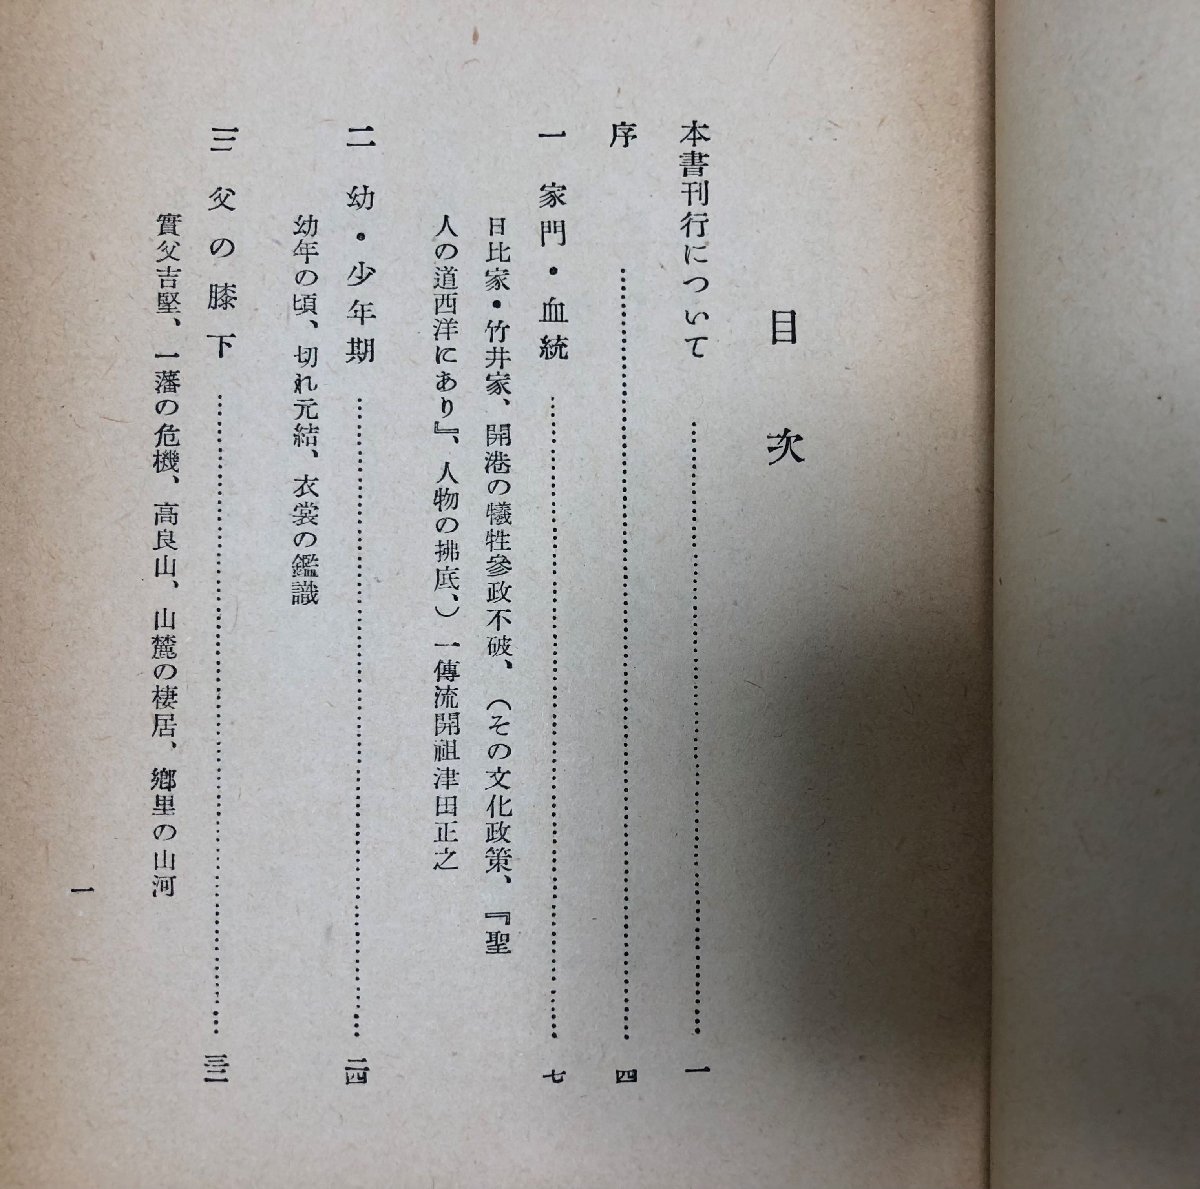 目次
本書刊行について……一
序……四
一 家門・血統……七
日比家・竹井家、開港の犧牲參政不破、（その文化政策、『聖
人の道西洋にあり』、人物の拂底、）一傳流開祖津田正之
二 幼・少年期……二四
幼年の頃、切れ元結、衣裳の鑑識
三 父の膝下……三二
實父吉堅、一藩の危機、高良山、山麓の棲居、鄕里の山河
一